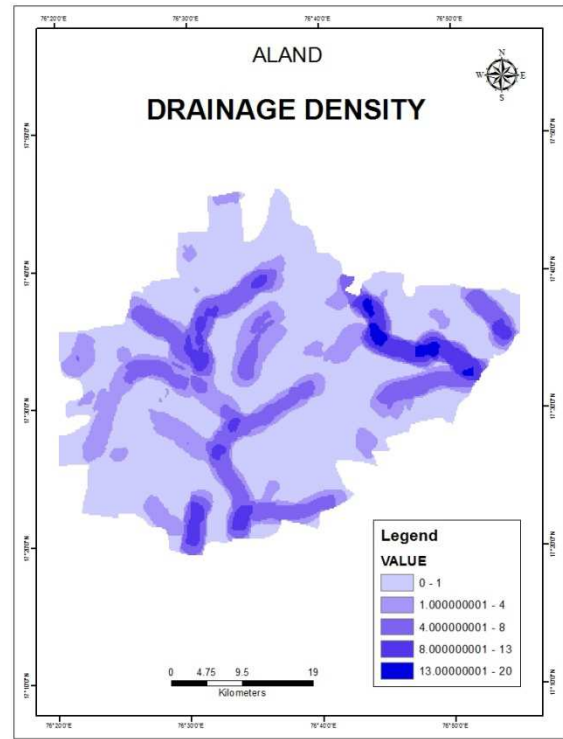 76°20'0"E 76°30'0"E 76°40'0"E 76°50'0"E
ALAND
N
W E
S
DRAINAGE DENSITY
Legend
VALUE
0 - 1
1.000000001 - 4
4.000000001 - 8
8.000000001 - 13
13.00000001 - 20
0 4.75 9.5 19
Kilometers
76°20'0"E 76°30'0"E 76°40'0"E 76°50'0"E